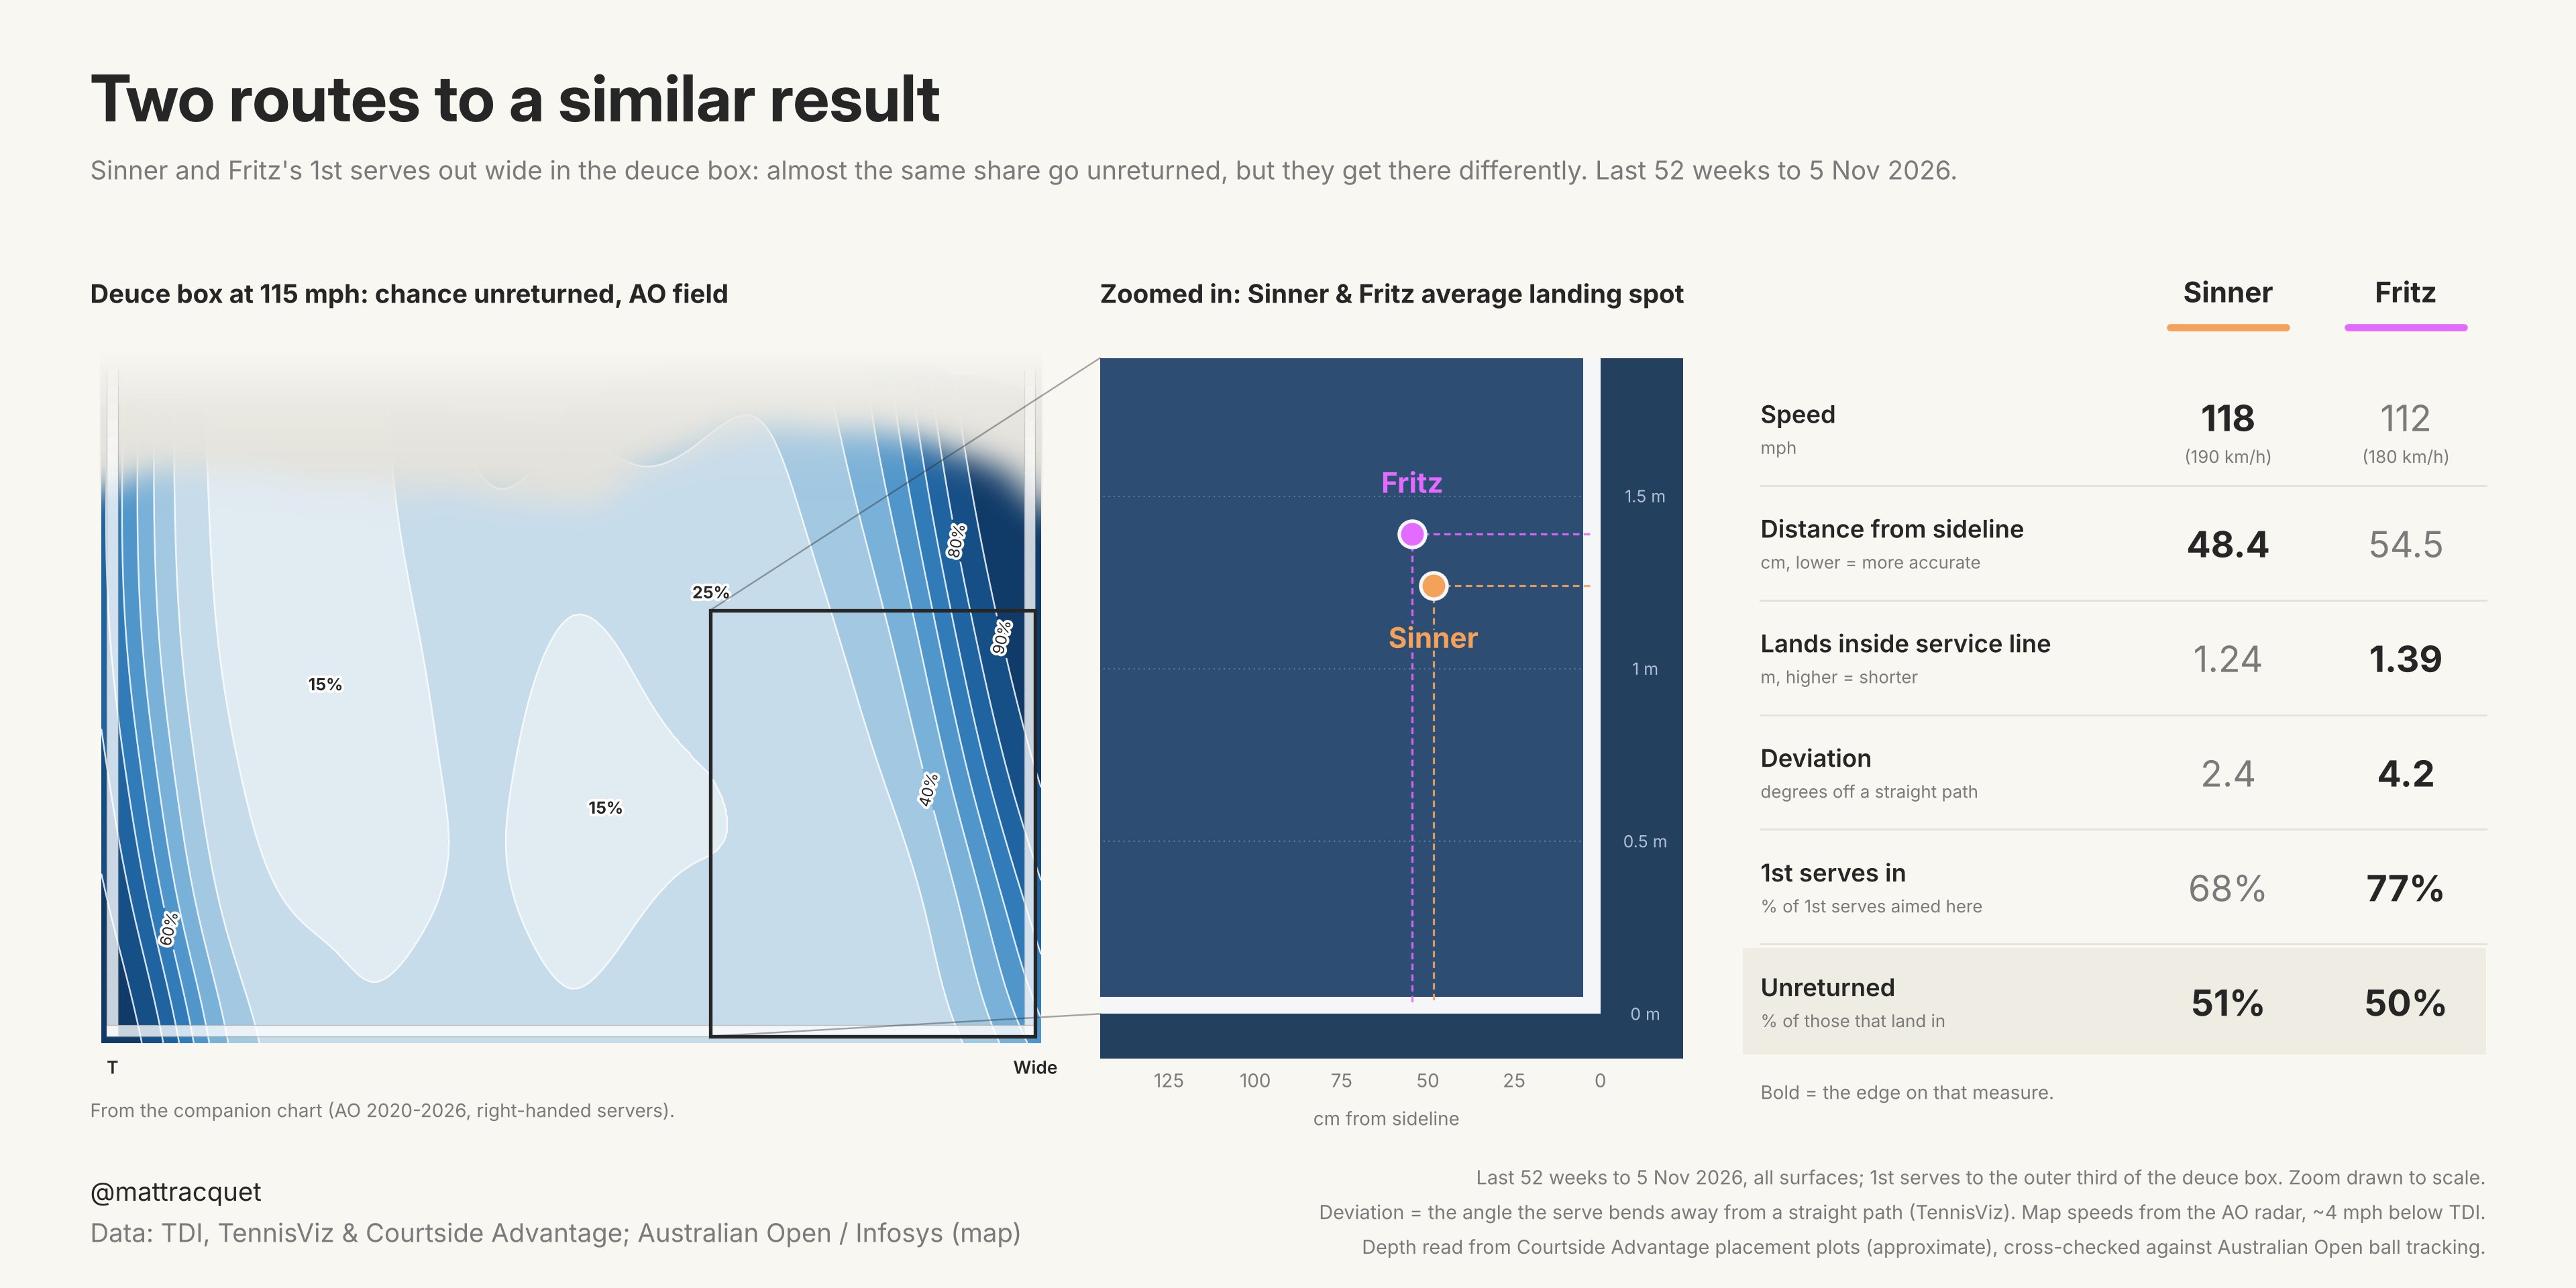 Two routes to a similar result
Sinner and Fritz's 1st serves out wide in the deuce box: almost the same share go unreturned, but they get there differently. Last 52 weeks to 5 Nov 2026.
Deuce box at 115 mph: chance unreturned, AO field
80%
25%
90%
15%
40%
15%
60%
T
Wide
From the companion chart (AO 2020-2026, right-handed servers).
Zoomed in: Sinner & Fritz average landing spot
Fritz
1.5 m
Sinner
1 m
0.5 m
0 m
125 100 75 50 25 0
cm from sideline
Sinner Fritz
Speed 118 112
mph (190 km/h) (180 km/h)
Distance from sideline 48.4 54.5
cm, lower = more accurate
Lands inside service line 1.24 1.39
m, higher = shorter
Deviation 2.4 4.2
degrees off a straight path
1st serves in 68% 77%
% of 1st serves aimed here
Unreturned 51% 50%
% of those that land in
Bold = the edge on that measure.
@mattracquet
Data: TDI, TennisViz & Courtside Advantage; Australian Open / Infosys (map)
Last 52 weeks to 5 Nov 2026, all surfaces; 1st serves to the outer third of the deuce box. Zoom drawn to scale.
Deviation = the angle the serve bends away from a straight path (TennisViz). Map speeds from the AO radar, ~4 mph below TDI.
Depth read from Courtside Advantage placement plots (approximate), cross-checked against Australian Open ball tracking.